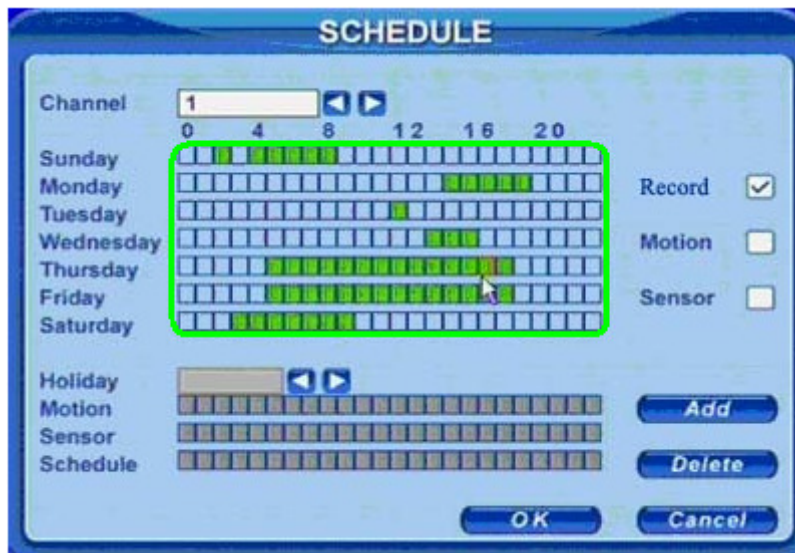 SCHEDULE
Channel 1
0 4 8 12 16 20
Sunday
Monday
Record
Tuesday
Wednesday
Motion
Thursday
Friday
Sensor
Saturday
Holiday
Motion
Add
Sensor
Schedule
Delete
OK
Cancel